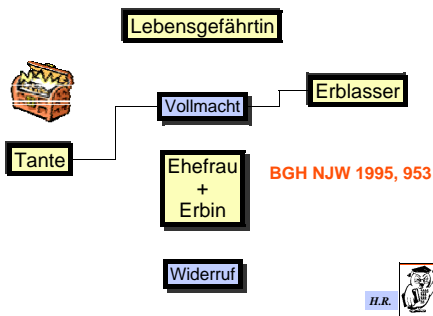 Lebensgefährtin
Erblasser
Vollmacht
Tante
Ehefrau
+
Erbin
BGH NJW 1995, 953
Widerruf
H.R.